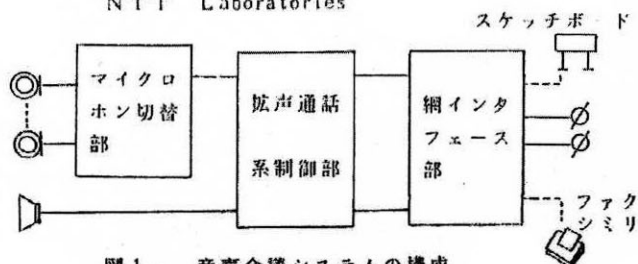 NTT Laboratories
スケッチボード
マイクロ
ホン切替
部
拡声通話
系制御部
網インタ
フェース
部
ファク
シミリ
図1 音声会議システムの構成